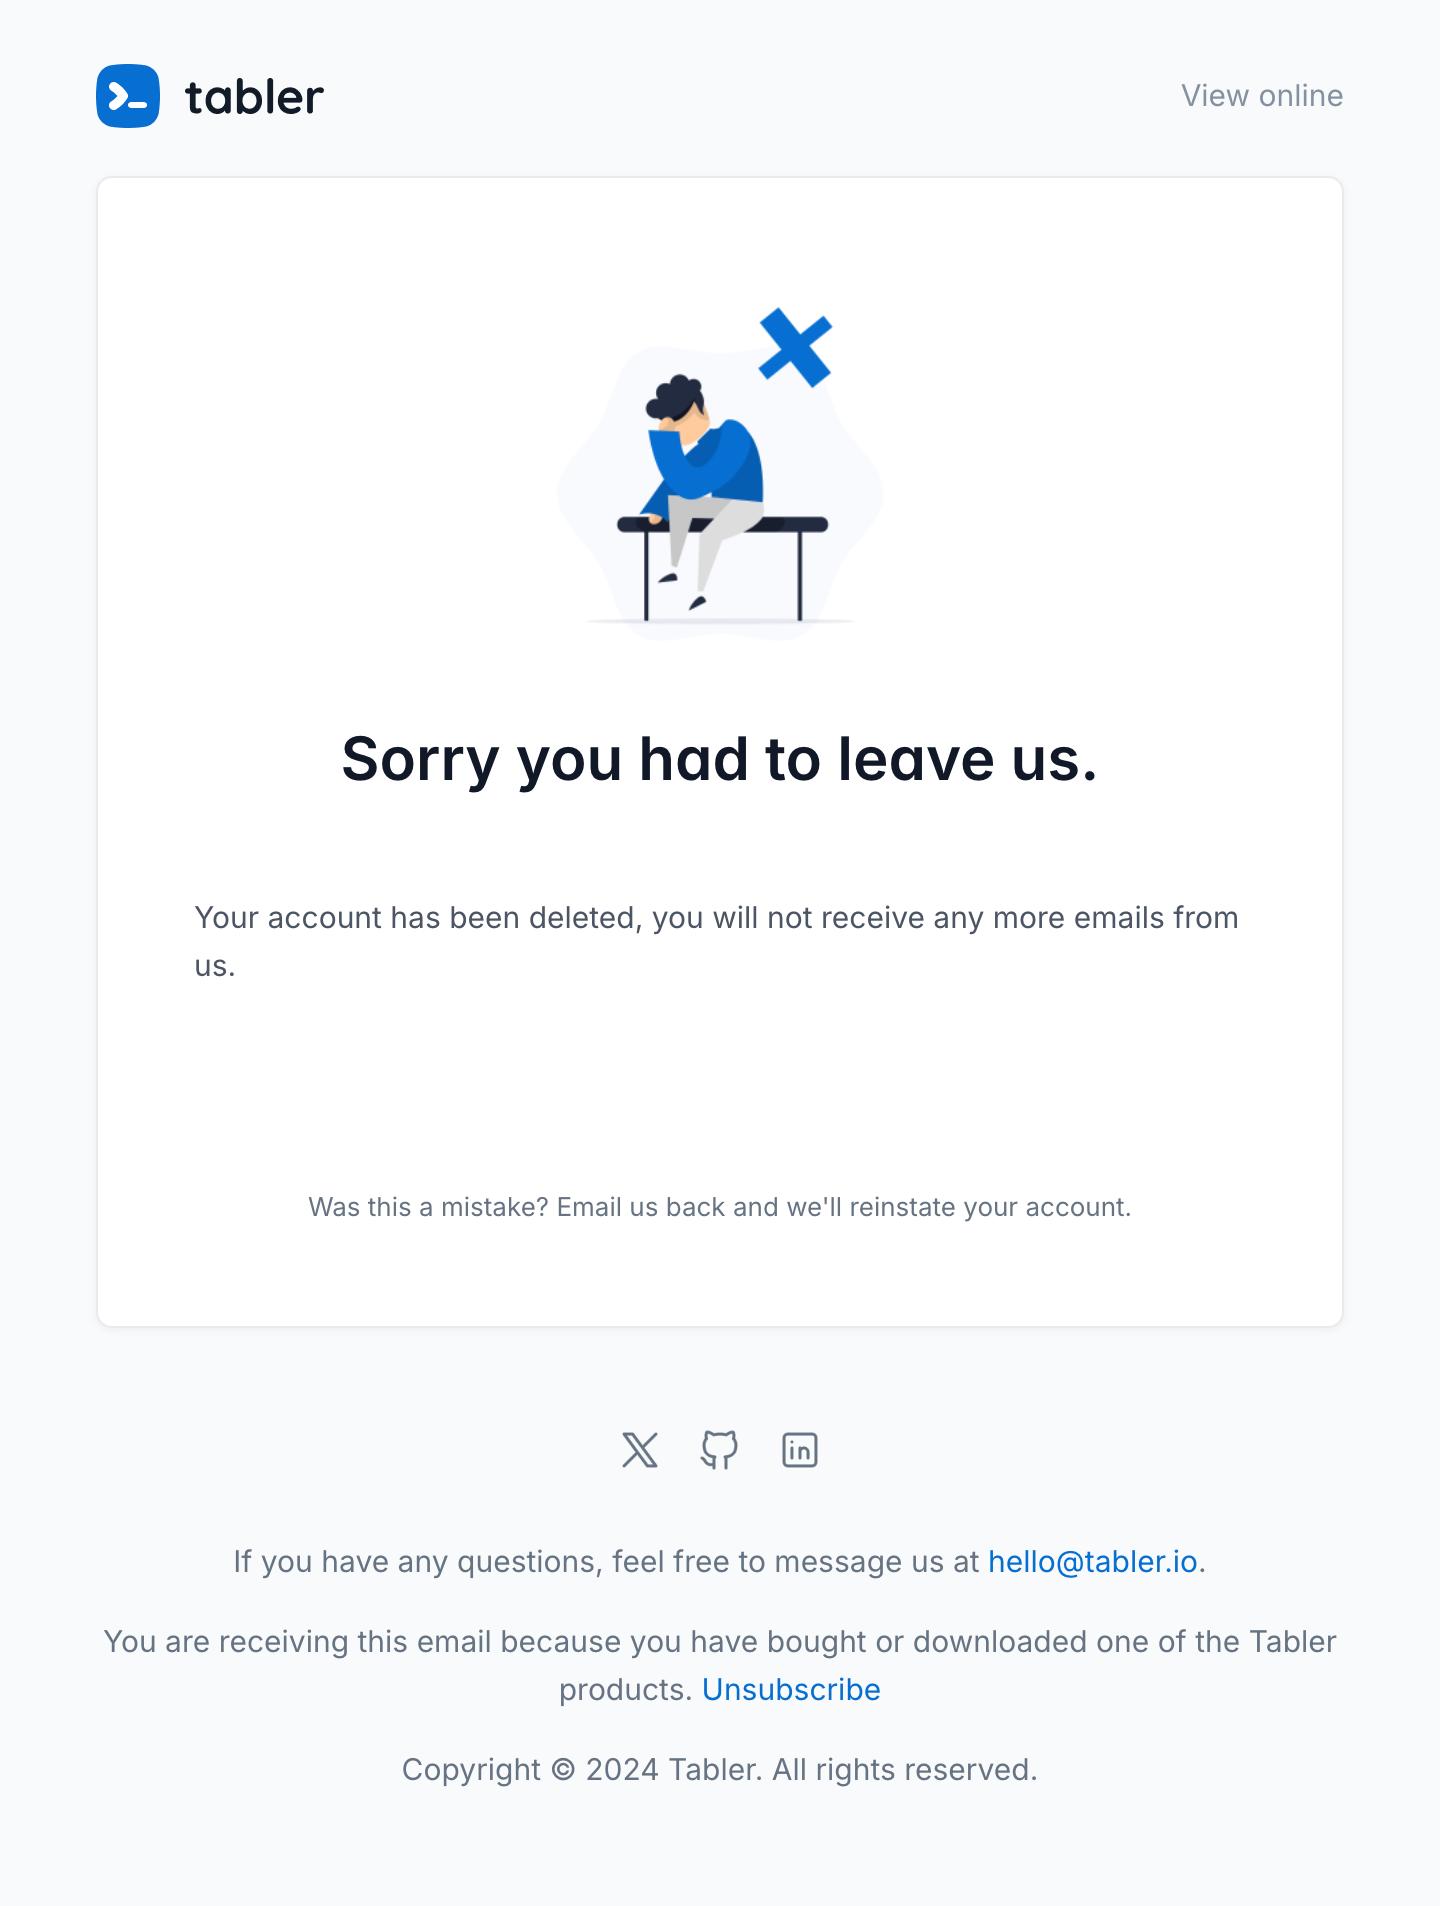 tabler
View online
Sorry you had to leave us.
Your account has been deleted, you will not receive any more emails from
us.
Was this a mistake? Email us back and we'll reinstate your account.
If you have any questions, feel free to message us at hello@tabler.io.
You are receiving this email because you have bought or downloaded one of the Tabler
products. Unsubscribe
Copyright © 2024 Tabler. All rights reserved.